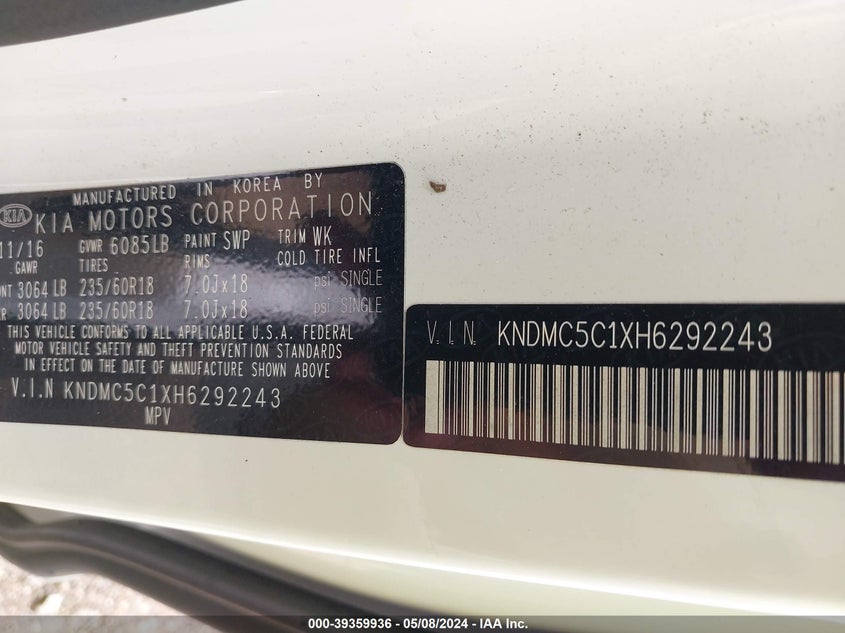 MANUFACTURED IN KOREA BY
KIA KIA MOTORS CORPORATION
11/16 GVWR 6085LB PAINT SWP TRIM WK
GAWR TIRES RIMS COLD TIRE INFL
3064 LB 235/60R18 7.0Jx18 psi SINGLE
3064 LB 235/60R18 7.0Jx18 psi SINGLE
THIS VEHICLE CONFORMS TO ALL APPLICABLE U.S.A. FEDERAL
MOTOR VEHICLE SAFETY AND THEFT PREVENTION STANDARDS
IN EFFECT ON THE DATE OF MANUFACTURE SHOWN ABOVE
V.I.N KNDMC5C1XH6292243
MPV
V.I.N. KNDMC5C1XH6292243
000-39359936 - 05/08/2024 - IAA Inc.